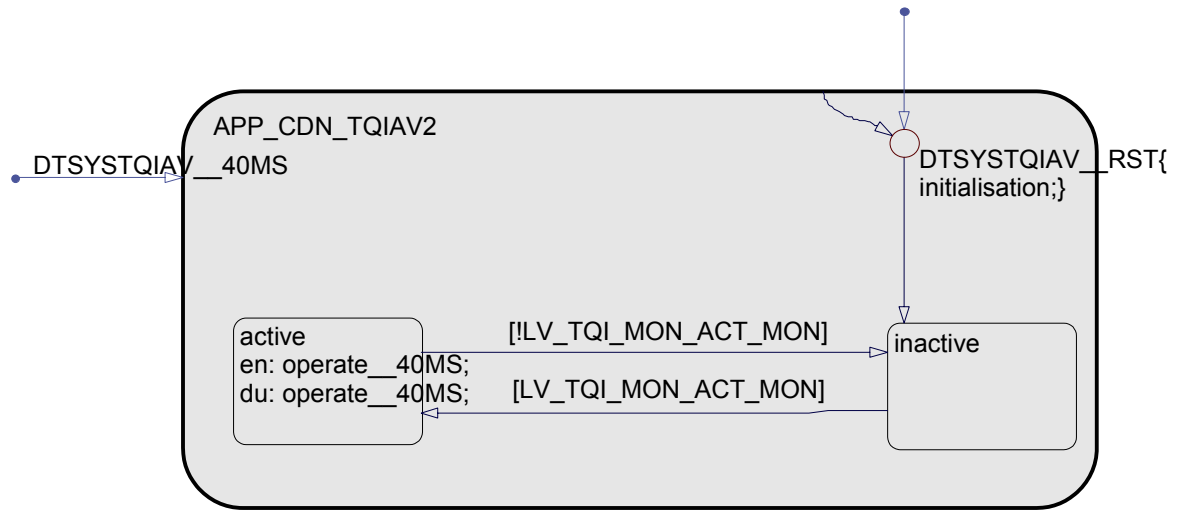 APP_CDN_TQIAV2
DTSYSTQIAV__40MS
DTSYSTQIAV__RST{
initialisation;}
active
en: operate__40MS;
du: operate__40MS;
[!LV_TQI_MON_ACT_MON]
[LV_TQI_MON_ACT_MON]
inactive